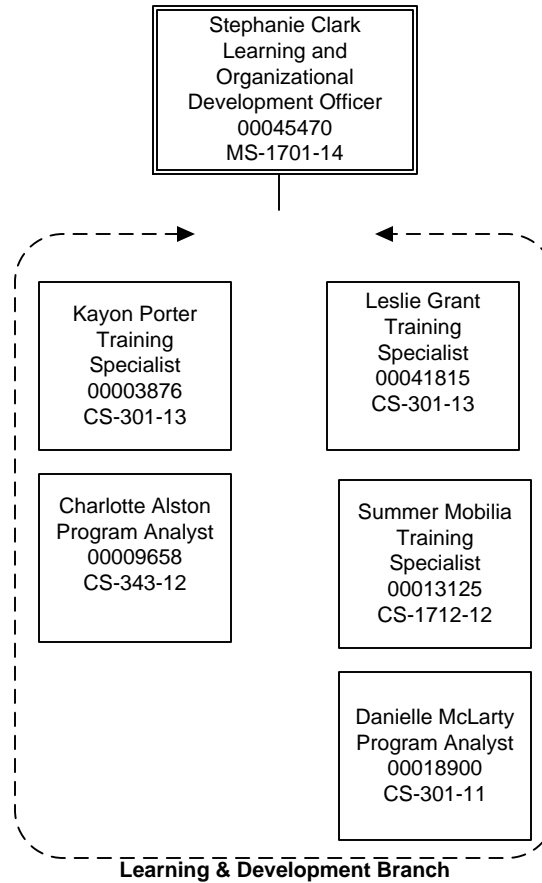 Stephanie Clark
Learning and
Organizational
Development Officer
00045470
MS-1701-14
Kayon Porter
Training
Specialist
00003876
CS-301-13
Leslie Grant
Training
Specialist
00041815
CS-301-13
Charlotte Alston
Program Analyst
00009658
CS-343-12
Summer Mobilia
Training
Specialist
00013125
CS-1712-12
Danielle McLarty
Program Analyst
00018900
CS-301-11
Learning & Development Branch